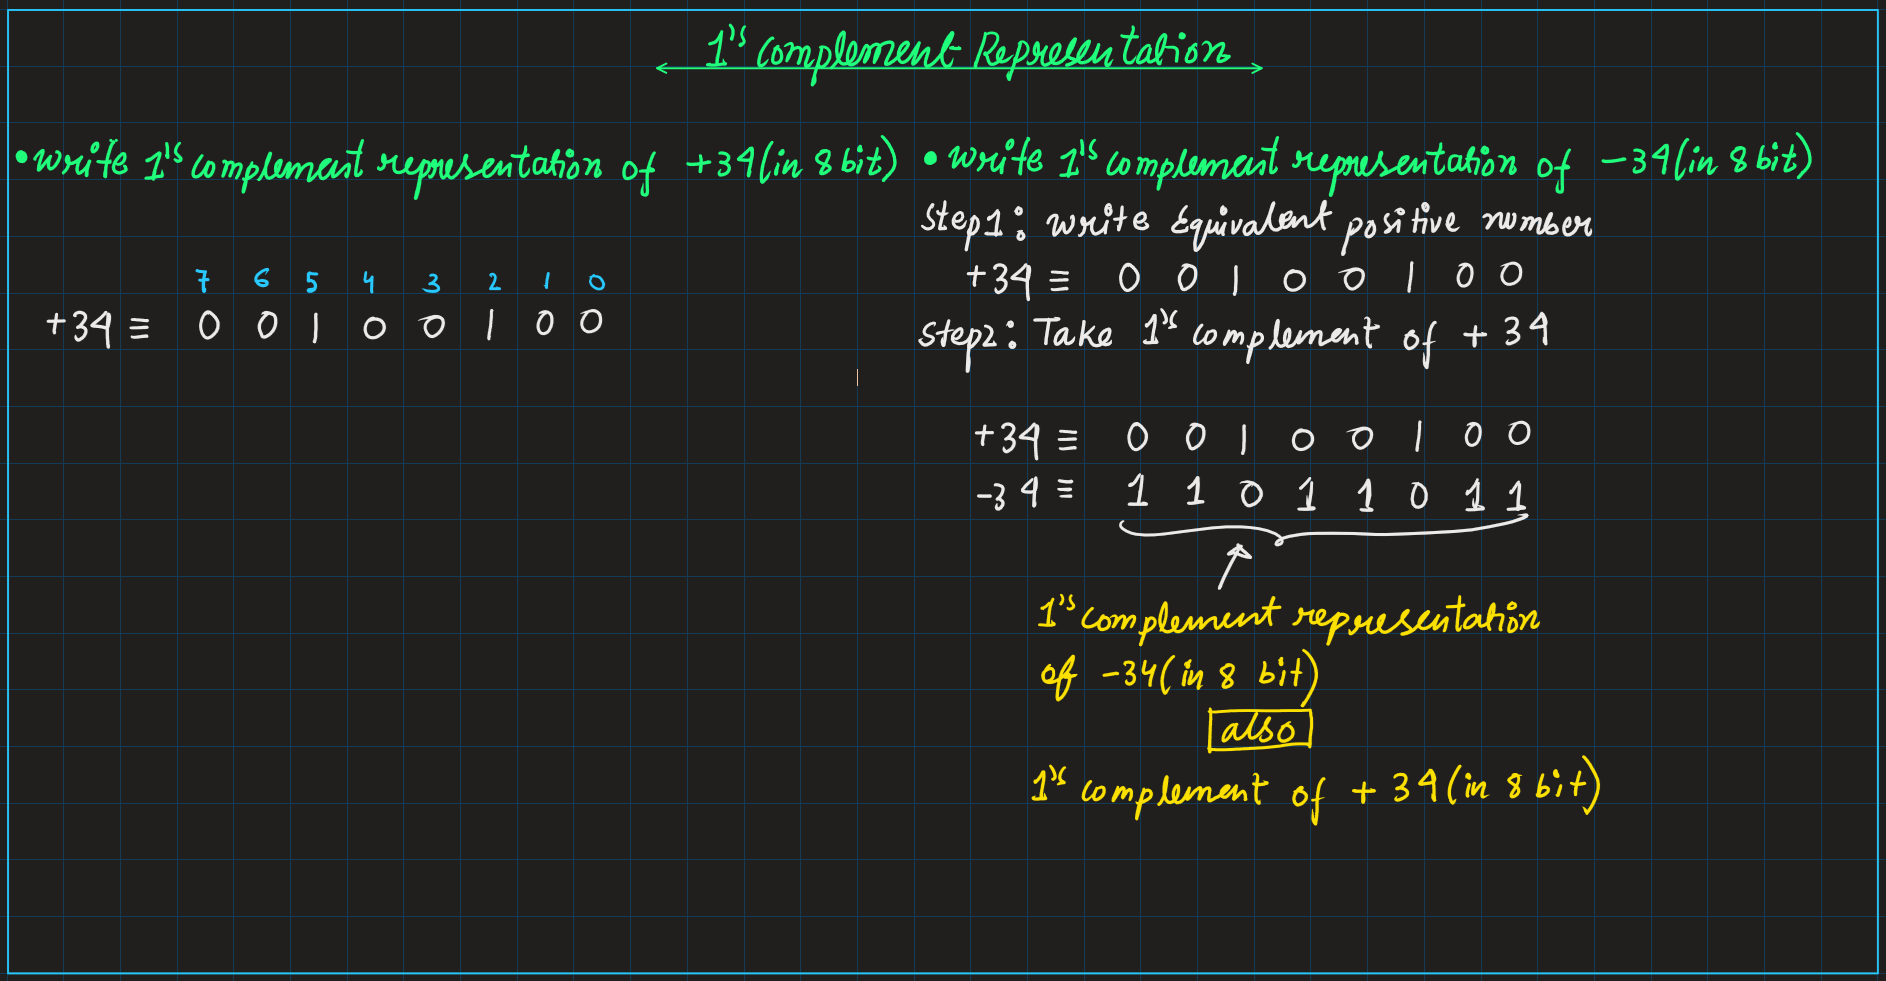 1's complement Representation
• write 1's complement representation of +34(in 8 bit)
7 6 5 4 3 2 1 0
+34 ≡ 0 0 1 0 0 1 0 0
• write 1's complement representation of -34(in 8 bit)
Step1: write Equivalent positive number
+34 ≡ 0 0 1 0 0 1 0 0
Step2: Take 1's complement of + 34
+34 ≡ 0 0 1 0 0 1 0 0
-34 ≡ 1 1 0 1 1 0 1 1
1's complement representation
of -34(in 8 bit)
also
1's complement of + 34(in 8 bit)